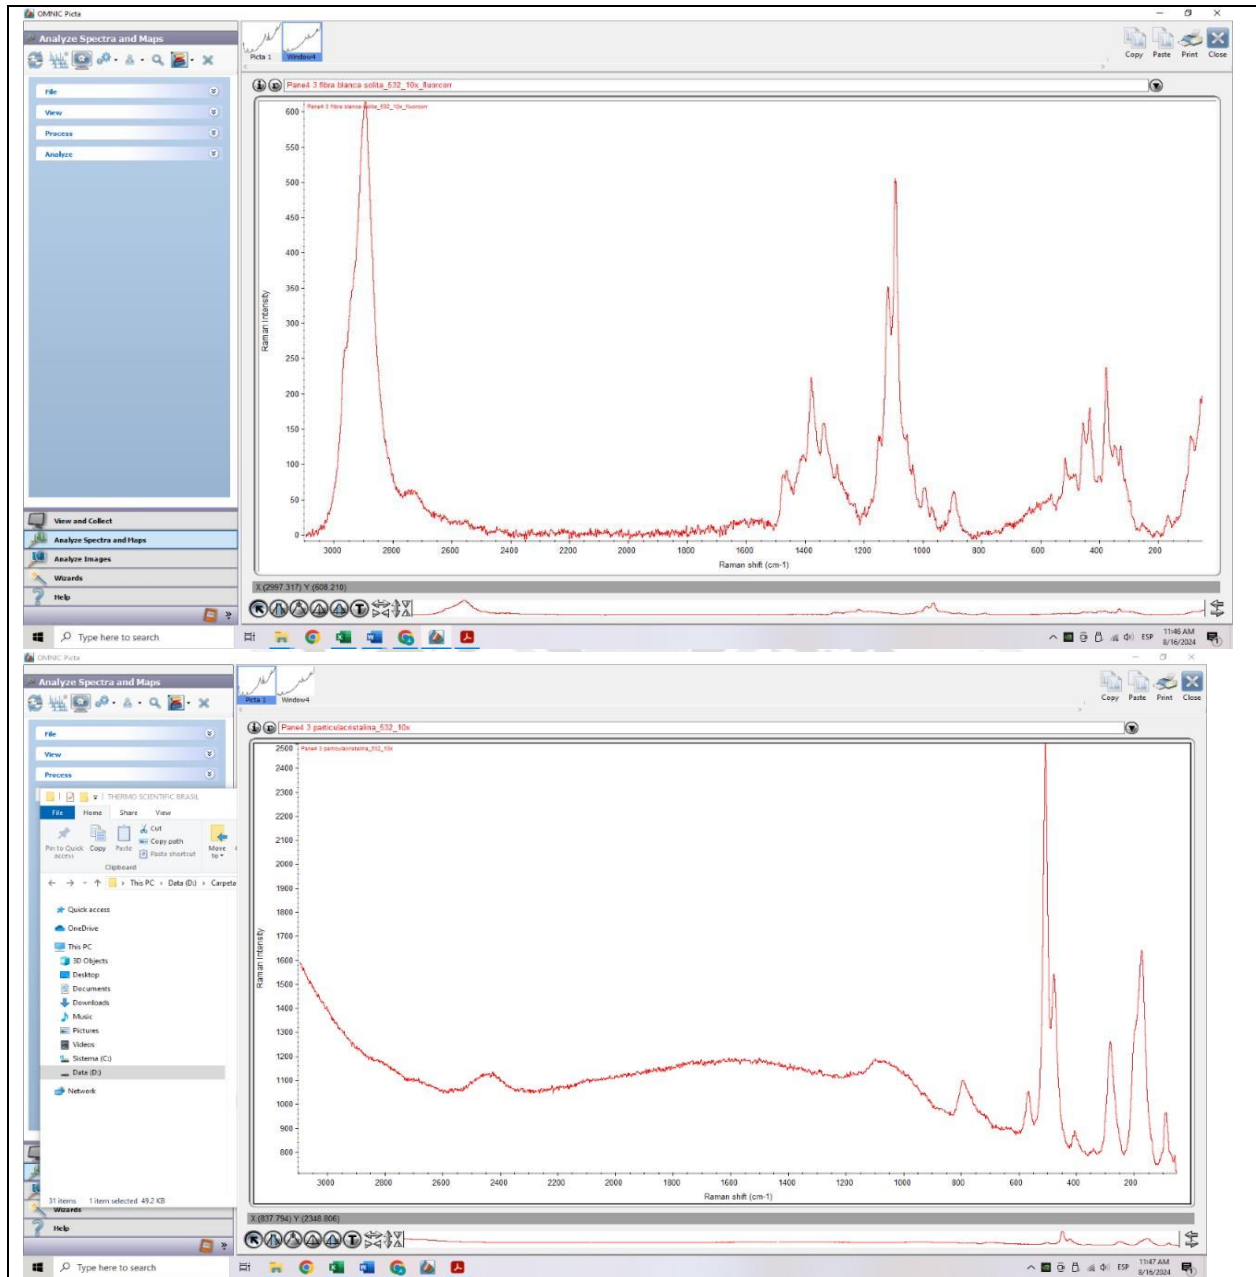 OMNIC Picta
Analyze Spectra and Maps
File
View
Process
Analyze
View and Collect
Analyze Spectra and Maps
Analyze Images
Wizards
Help
Picta 1
Window4
Copy
Paste
Print
Close
Pane4 3 fibra blanca solita_532_10x_fluorcorr
Pane4 3 fibra blanca solita_532_10x_fluorcorr
600
550
500
450
400
350
300
250
200
150
100
50
0
Raman Intensity
3000 2800 2600 2400 2200 2000 1800 1600 1400 1200 1000 800 600 400 200
Raman shift (cm-1)
X:(2997.317) Y:(608.210)
Type here to search
ESP
11:46 AM
8/16/2024
OMNIC Picta
Analyze Spectra and Maps
File
View
Process
THERMO SCIENTIFIC BRASIL
File Home Share View
Pin to Quick access
Copy
Paste
Cut
Copy path
Paste shortcut
Move to
Clipboard
This PC › Data (D:) › Carpeta
Quick access
OneDrive
This PC
3D Objects
Desktop
Documents
Downloads
Music
Pictures
Videos
Sistema (C:)
Data (D:)
Network
31 items 1 item selected 49.2 KB
Wizards
Help
Picta 1
Window4
Copy
Paste
Print
Close
Pane4 3 particulacristalina_532_10x
Pane4 3 particulacristalina_532_10x
2500
2400
2300
2200
2100
2000
1900
1800
1700
1600
1500
1400
1300
1200
1100
1000
900
800
Raman Intensity
3000 2800 2600 2400 2200 2000 1800 1600 1400 1200 1000 800 600 400 200
Raman shift (cm-1)
X:(837.794) Y:(2348.806)
Type here to search
ESP
11:47 AM
8/16/2024